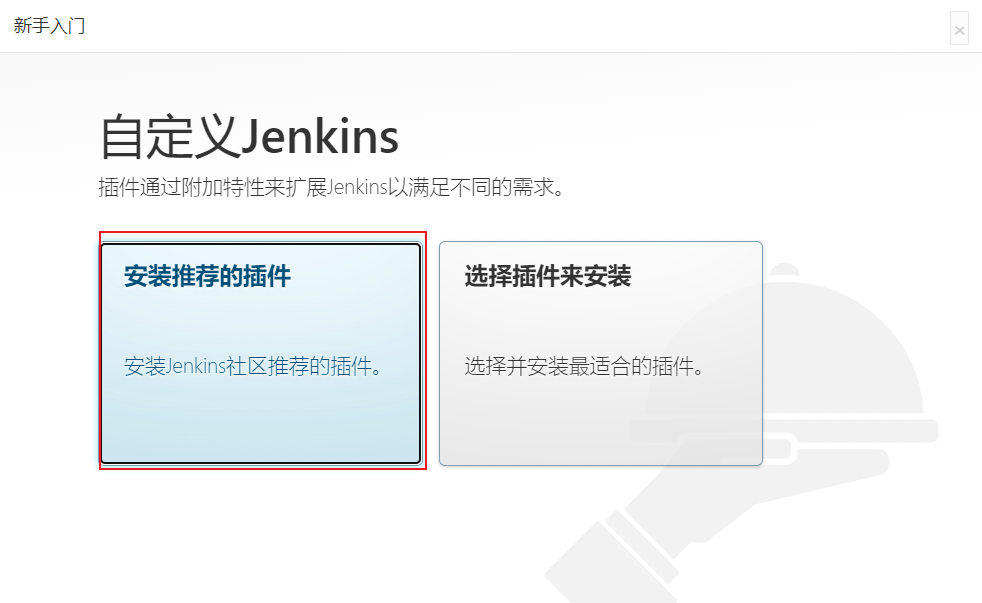 新手入门
×
自定义Jenkins
插件通过附加特性来扩展Jenkins以满足不同的需求。
安装推荐的插件
安装Jenkins社区推荐的插件。
选择插件来安装
选择并安装最适合的插件。